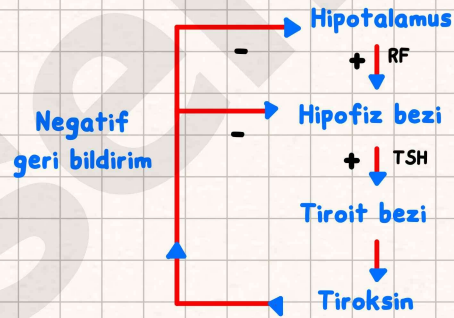 Hipotalamus
-
+ RF
Negatif
geri bildirim
-
Hipofiz bezi
+ TSH
Tiroit bezi
Tiroksin